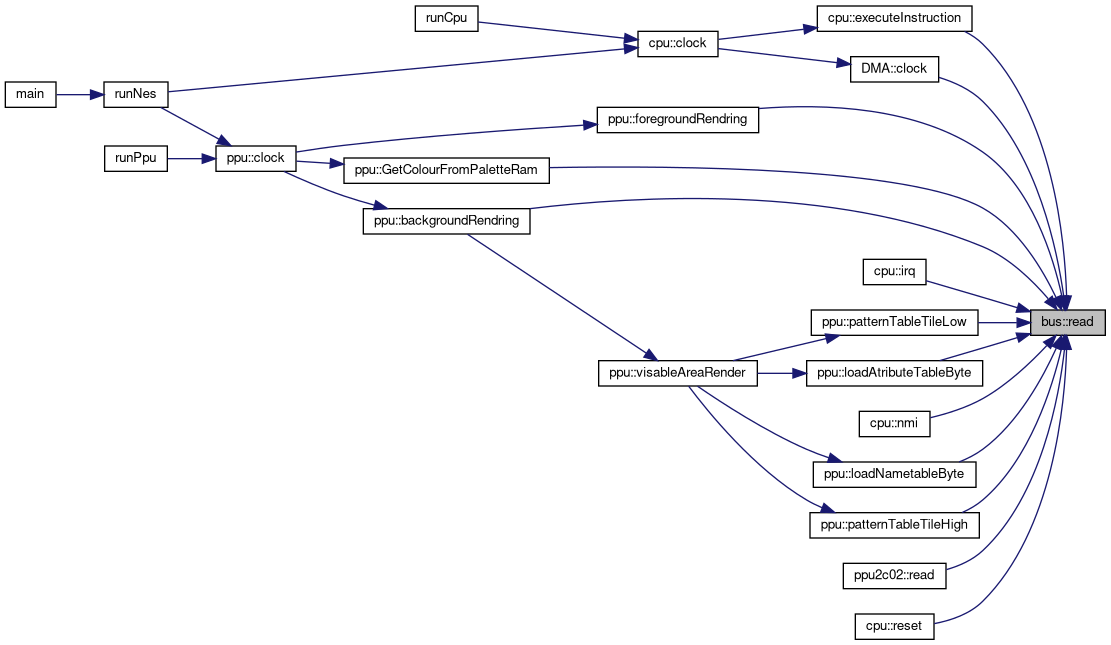 runCpu
cpu::executeInstruction
cpu::clock
DMA::clock
main
runNes
ppu::foregroundRendring
runPpu
ppu::clock
ppu::GetColourFromPaletteRam
ppu::backgroundRendring
cpu::irq
ppu::patternTableTileLow
bus::read
ppu::visableAreaRender
ppu::loadAtributeTableByte
cpu::nmi
ppu::loadNametableByte
ppu::patternTableTileHigh
ppu2c02::read
cpu::reset